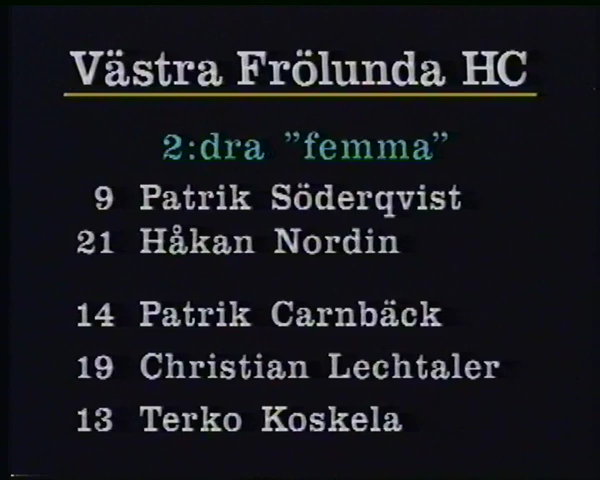 Västra Frölunda HC
2:dra "femma"
9 Patrik Söderqvist
21 Håkan Nordin
14 Patrik Carnbäck
19 Christian Lechtaler
13 Terko Koskela